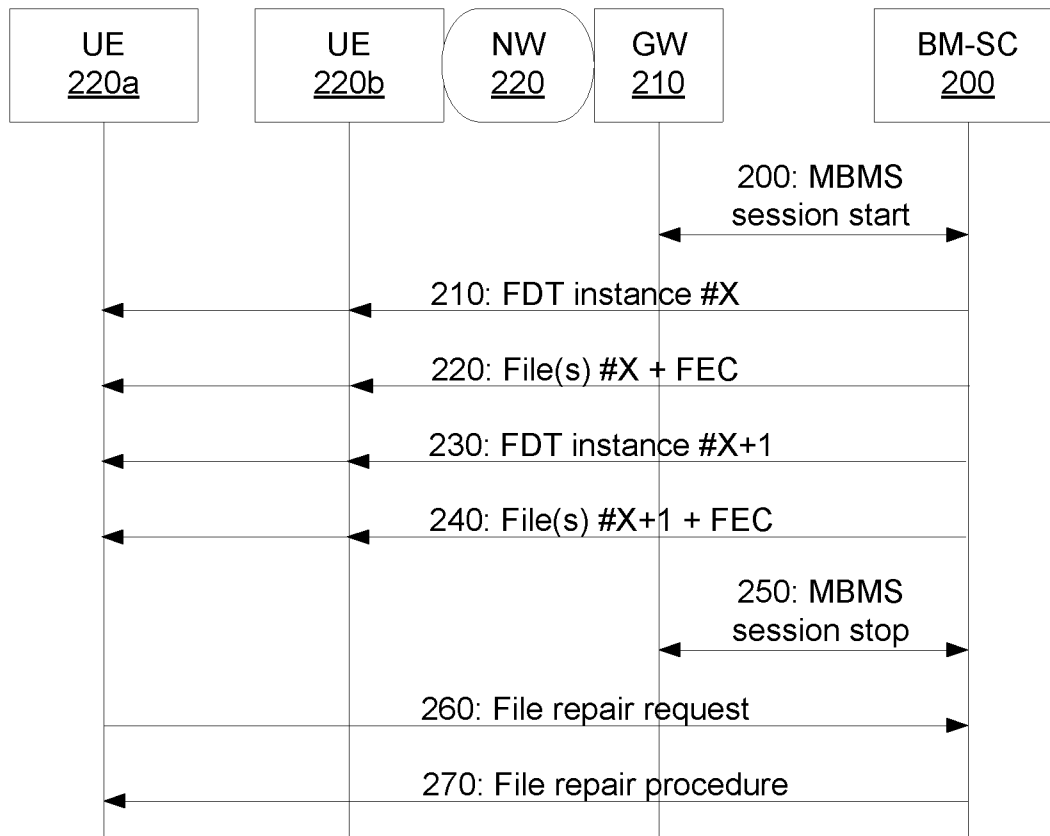 UE
220a
UE
220b
NW
220
GW
210
BM-SC
200
200: MBMS
session start
210: FDT instance #X
220: File(s) #X + FEC
230: FDT instance #X+1
240: File(s) #X+1 + FEC
250: MBMS
session stop
260: File repair request
270: File repair procedure